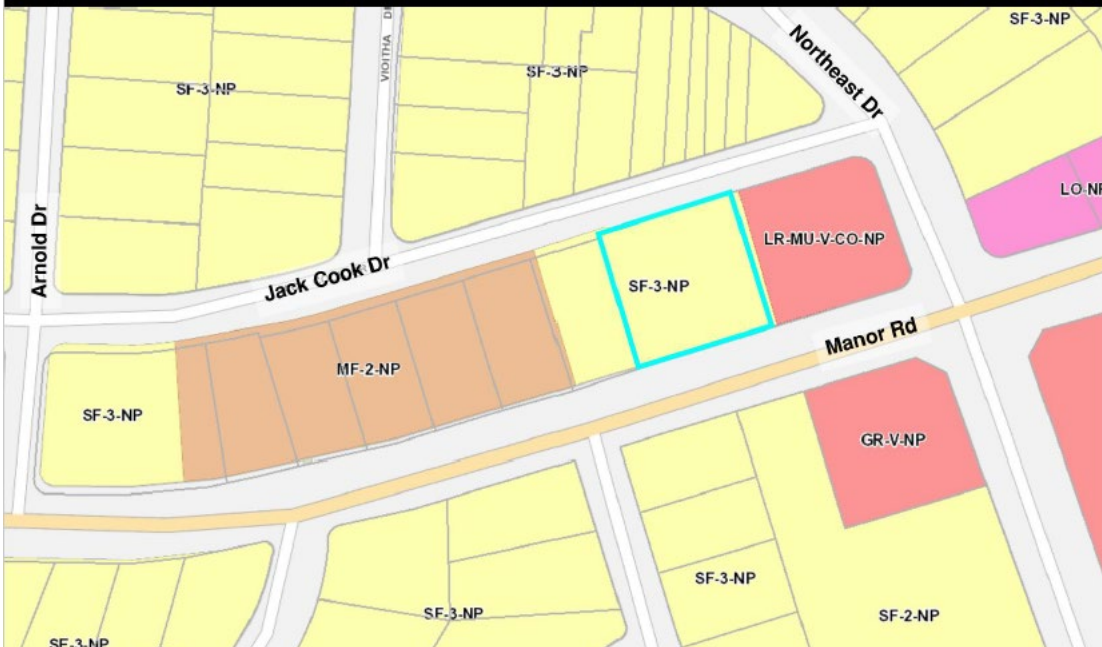 SF-3-NP
Northeast Dr
VIOITHA DR
SF-3-NP
SF-3-NP
LO-NP
Arnold Dr
LR-MU-V-CO-NP
Jack Cook Dr
SF-3-NP
Manor Rd
MF-2-NP
SF-3-NP
GR-V-NP
SF-3-NP
SF-3-NP
SF-2-NP
SF-3-NP